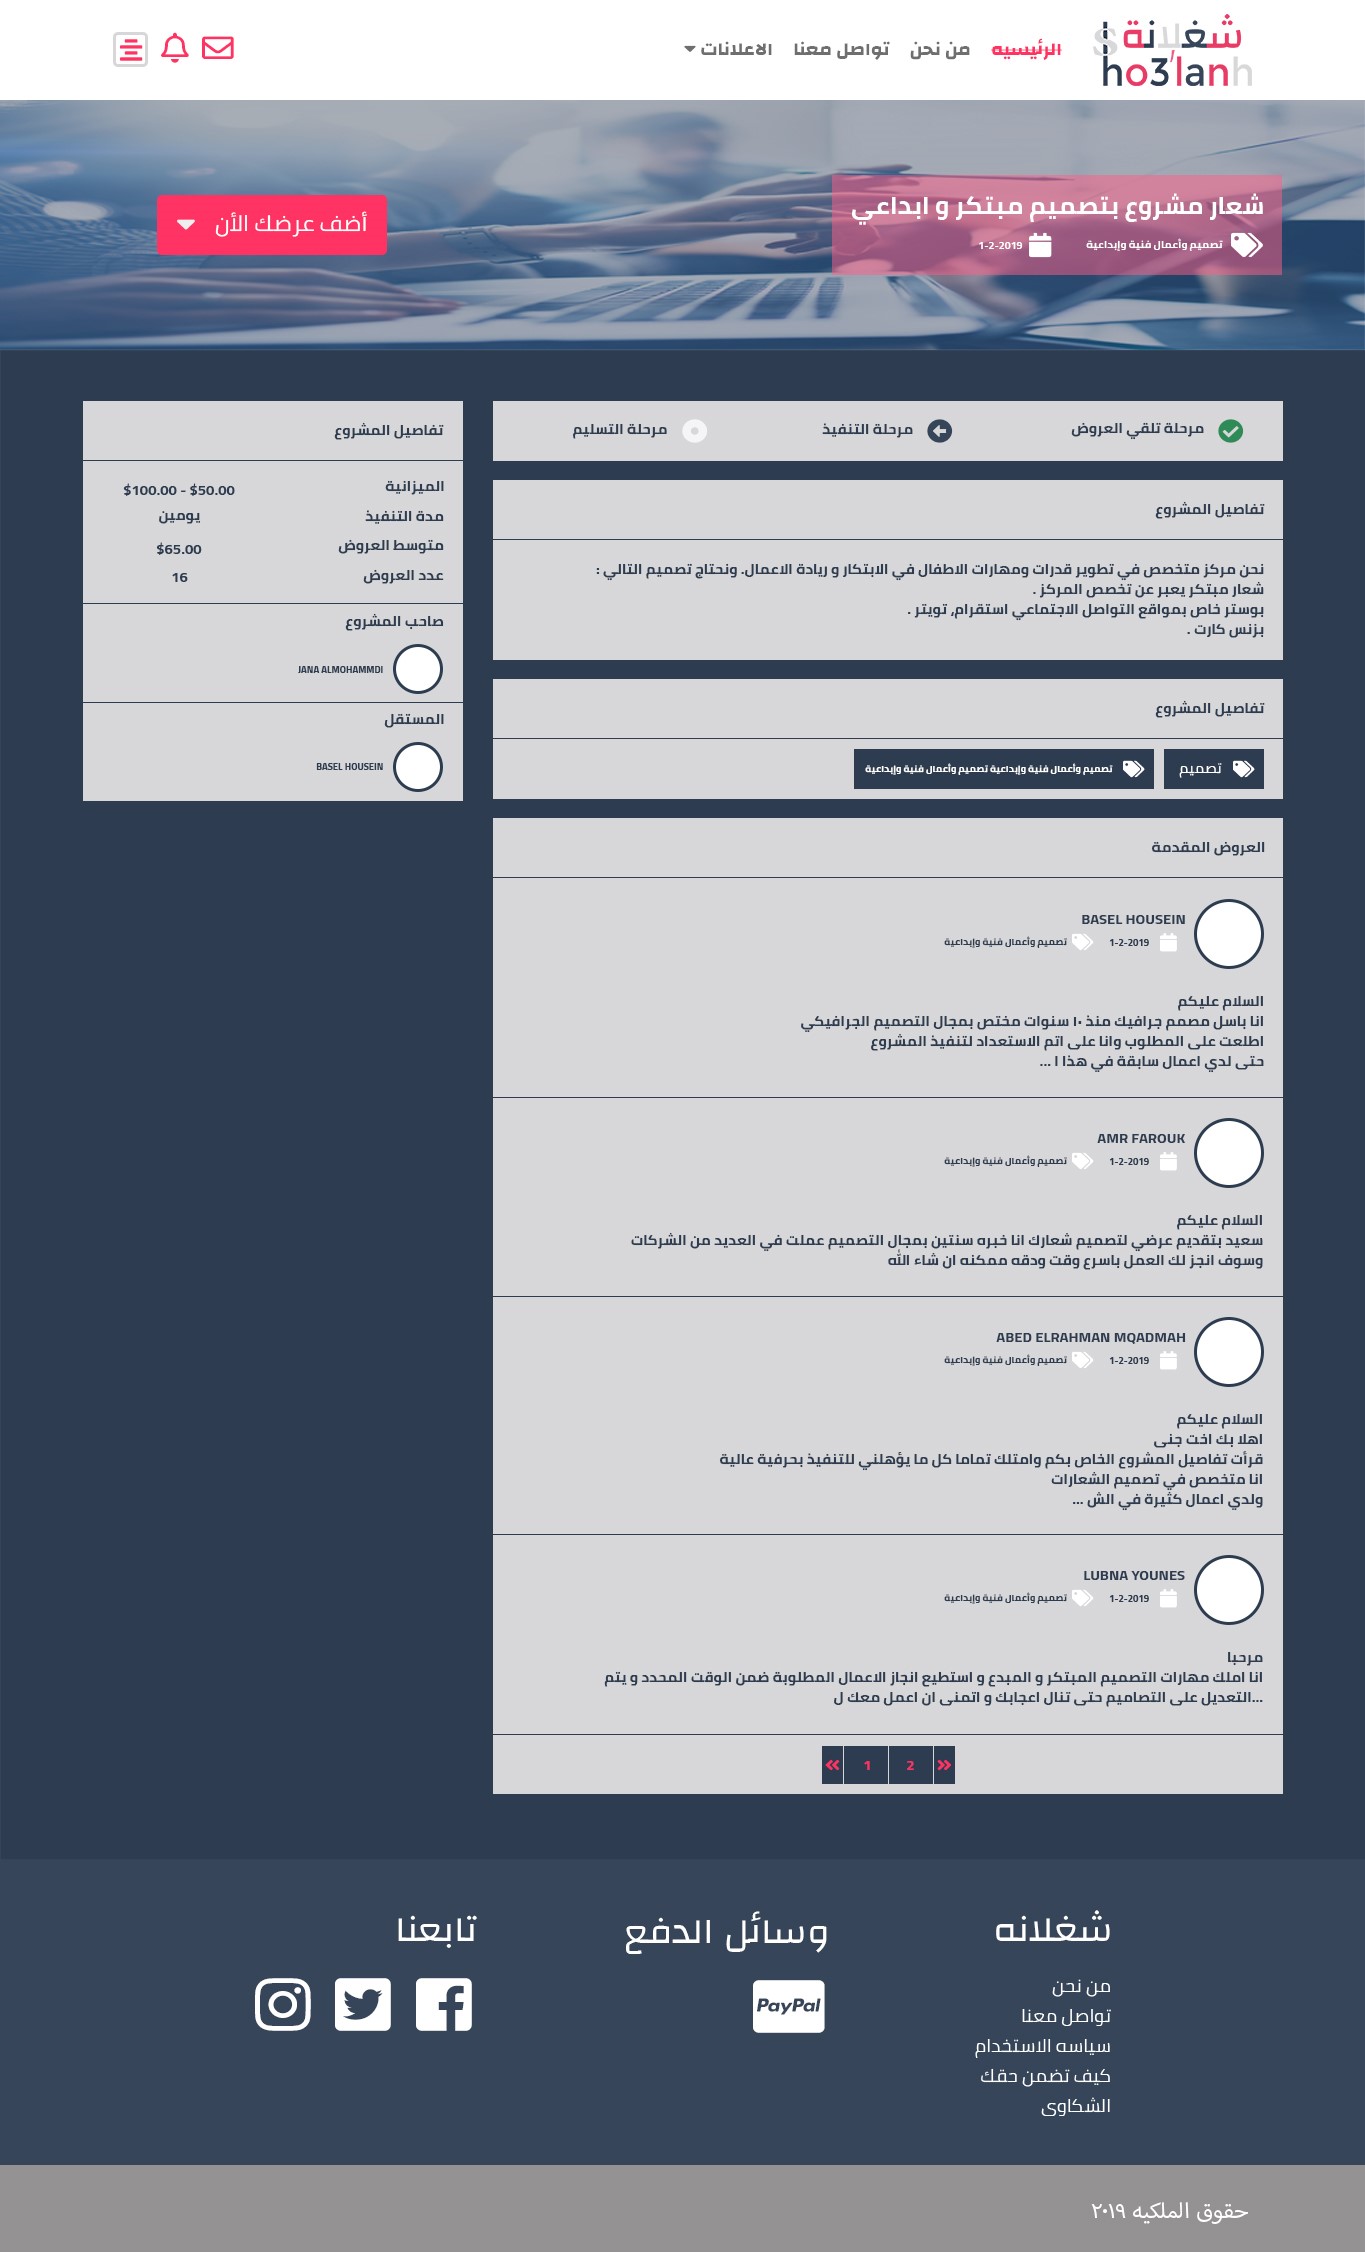 شغلانة
Sho3'lanh
الرئيسيه
من نحن
تواصل معنا
الاعلانات
شعار مشروع بتصميم مبتكر و ابداعي
تصميم وأعمال فنية وإبداعية
1-2-2019
أضف عرضك الأن
مرحلة تلقي العروض
مرحلة التنفيذ
مرحلة التسليم
تفاصيل المشروع
نحن مركز متخصص في تطوير قدرات ومهارات الاطفال في الابتكار و ريادة الاعمال. ونحتاج تصميم التالي :
شعار مبتكر يعبر عن تخصص المركز .
بوستر خاص بمواقع التواصل الاجتماعي استقرام, تويتر .
بزنس كارت .
تفاصيل المشروع
تصميم
تصميم وأعمال فنية وإبداعية تصميم وأعمال فنية وإبداعية
العروض المقدمة
BASEL HOUSEIN
1-2-2019
تصميم وأعمال فنية وإبداعية
السلام عليكم
انا باسل مصمم جرافيك منذ ١٠ سنوات مختص بمجال التصميم الجرافيكي
اطلعت على المطلوب وانا على اتم الاستعداد لتنفيذ المشروع
حتى لدي اعمال سابقة في هذا ا ...
AMR FAROUK
1-2-2019
تصميم وأعمال فنية وإبداعية
السلام عليكم
سعيد بتقديم عرضي لتصميم شعارك انا خبره سنتين بمجال التصميم عملت في العديد من الشركات
وسوف انجز لك العمل باسرع وقت ودقه ممكنه ان شاء الله
ABED ELRAHMAN MQADMAH
1-2-2019
تصميم وأعمال فنية وإبداعية
السلام عليكم
اهلا بك اخت جنى
قرأت تفاصيل المشروع الخاص بكم وامتلك تماما كل ما يؤهلني للتنفيذ بحرفية عالية
انا متخصص في تصميم الشعارات
ولدي اعمال كثيرة في الش ...
LUBNA YOUNES
1-2-2019
تصميم وأعمال فنية وإبداعية
مرحبا
انا املك مهارات التصميم المبتكر و المبدع و استطيع انجاز الاعمال المطلوبة ضمن الوقت المحدد و يتم
...التعديل على التصاميم حتى تنال اعجابك و اتمنى ان اعمل معك ل
« 1 2 »
تفاصيل المشروع
الميزانية
$100.00 - $50.00
مدة التنفيذ
يومين
متوسط العروض
$65.00
عدد العروض
16
صاحب المشروع
JANA ALMOHAMMDI
المستقل
BASEL HOUSEIN
شغلانه
من نحن
تواصل معنا
سياسه الاستخدام
كيف تضمن حقك
الشكاوى
وسائل الدفع
PayPal
تابعنا
حقوق الملكيه ٢٠١٩